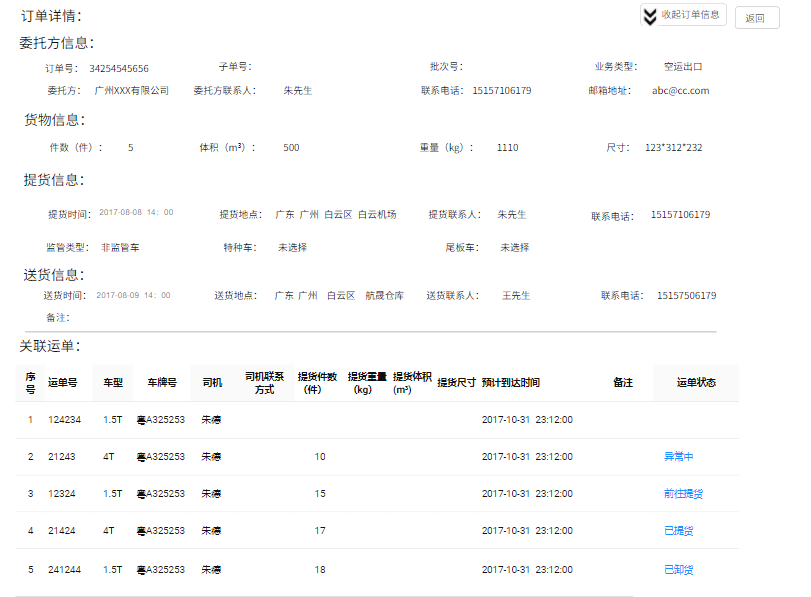 订单详情： 收起订单信息 返回
委托方信息：
订单号： 34254545656 子单号： 批次号： 业务类型： 空运出口
委托方： 广州XXX有限公司 委托方联系人： 朱先生 联系电话： 15157106179 邮箱地址： abc@cc.com
货物信息：
件数（件）： 5 体积（m³）： 500 重量（kg）： 1110 尺寸： 123*312*232
提货信息：
提货时间： 2017-08-08 14：00 提货地点： 广东 广州 白云区 白云机场 提货联系人： 朱先生 联系电话： 15157106179
监管类型： 非监管车 特种车： 未选择 尾板车： 未选择
送货信息：
送货时间： 2017-08-09 14：00 送货地点： 广东 广州 白云区 航晟仓库 送货联系人： 王先生 联系电话： 15157506179
备注：
关联运单：
序号 运单号 车型 车牌号 司机 司机联系方式 提货件数（件） 提货重量（kg） 提货体积（m³） 提货尺寸 预计到达时间 备注 运单状态
1 124234 1.5T 粤A325253 朱德 2017-10-31 23:12:00
2 21243 4T 粤A325253 朱德 10 2017-10-31 23:12:00 异常中
3 12324 1.5T 粤A325253 朱德 15 2017-10-31 23:12:00 前往提货
4 21424 4T 粤A325253 朱德 17 2017-10-31 23:12:00 已提货
5 241244 1.5T 粤A325253 朱德 18 2017-10-31 23:12:00 已卸货